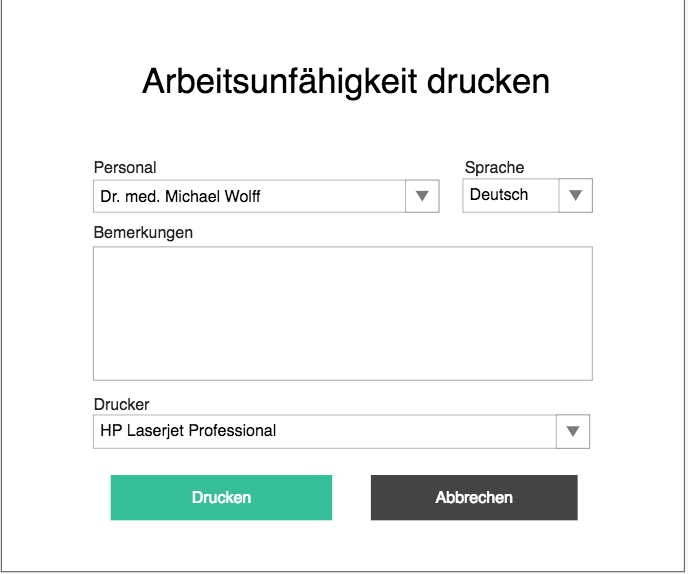 Arbeitsunfähigkeit drucken
Personal
Sprache
Dr. med. Michael Wolff
Deutsch
Bemerkungen
Drucker
HP Laserjet Professional
Drucken
Abbrechen